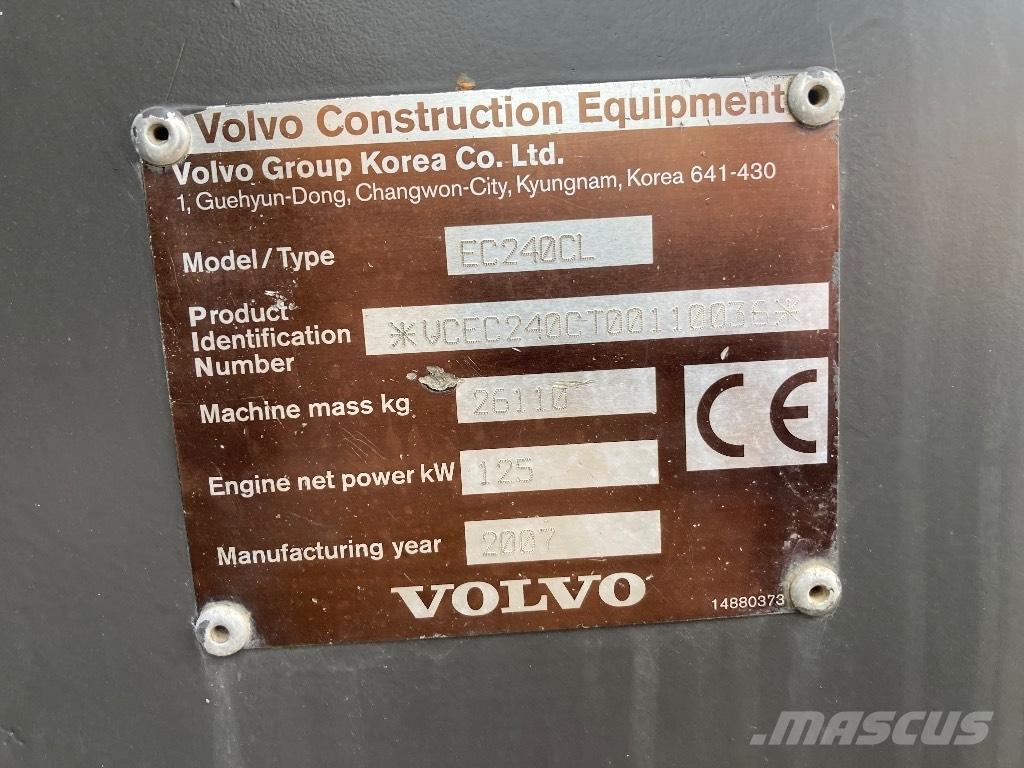 Volvo Construction Equipment
Volvo Group Korea Co. Ltd.
1, Guehyun-Dong, Changwon-City, Kyungnam, Korea 641-430
Model/Type EC240CL
Product
Identification
Number
*VCEC240CT00110036*
Machine mass kg 26110
Engine net power kW 125
Manufacturing year 2007
CE
VOLVO
14880373
MASCUS